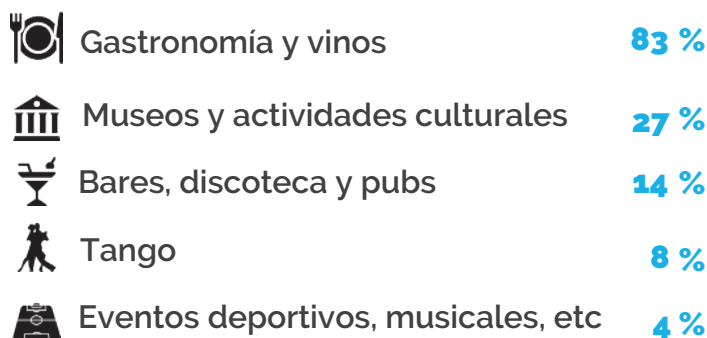 Gastronomía y vinos 83 %
Museos y actividades culturales 27 %
Bares, discoteca y pubs 14 %
Tango 8 %
Eventos deportivos, musicales, etc 4 %